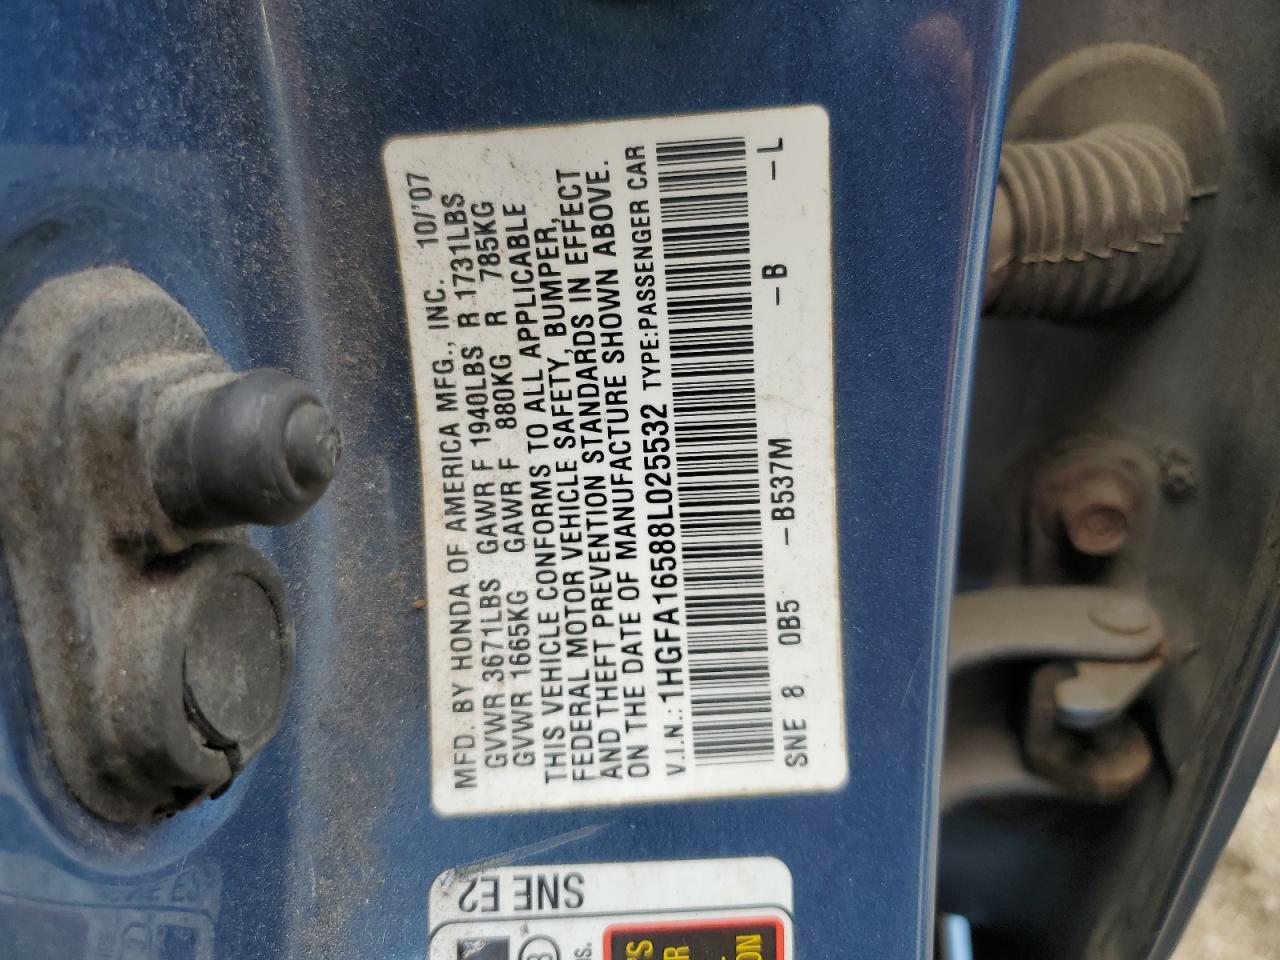 MFD. BY HONDA OF AMERICA MFG., INC. 10/'07
GVWR 3671LBS GAWR F 1940LBS R 1731LBS
GVWR 1665KG GAWR F 880KG R 785KG
THIS VEHICLE CONFORMS TO ALL APPLICABLE
FEDERAL MOTOR VEHICLE SAFETY, BUMPER,
AND THEFT PREVENTION STANDARDS IN EFFECT
ON THE DATE OF MANUFACTURE SHOWN ABOVE.
V.I.N.: 1HGFA16588L025532 TYPE:PASSENGER CAR
SNE 8, 0B5 -B537M -B -L
SNE E2